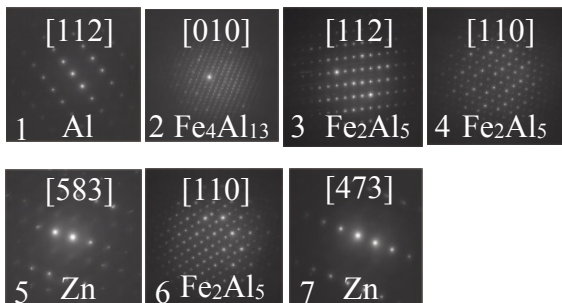 [112] [010] [112] [110]
1 Al 2 Fe4Al13 3 Fe2Al5 4 Fe2Al5
[583] [110] [473]
5 Zn 6 Fe2Al5 7 Zn